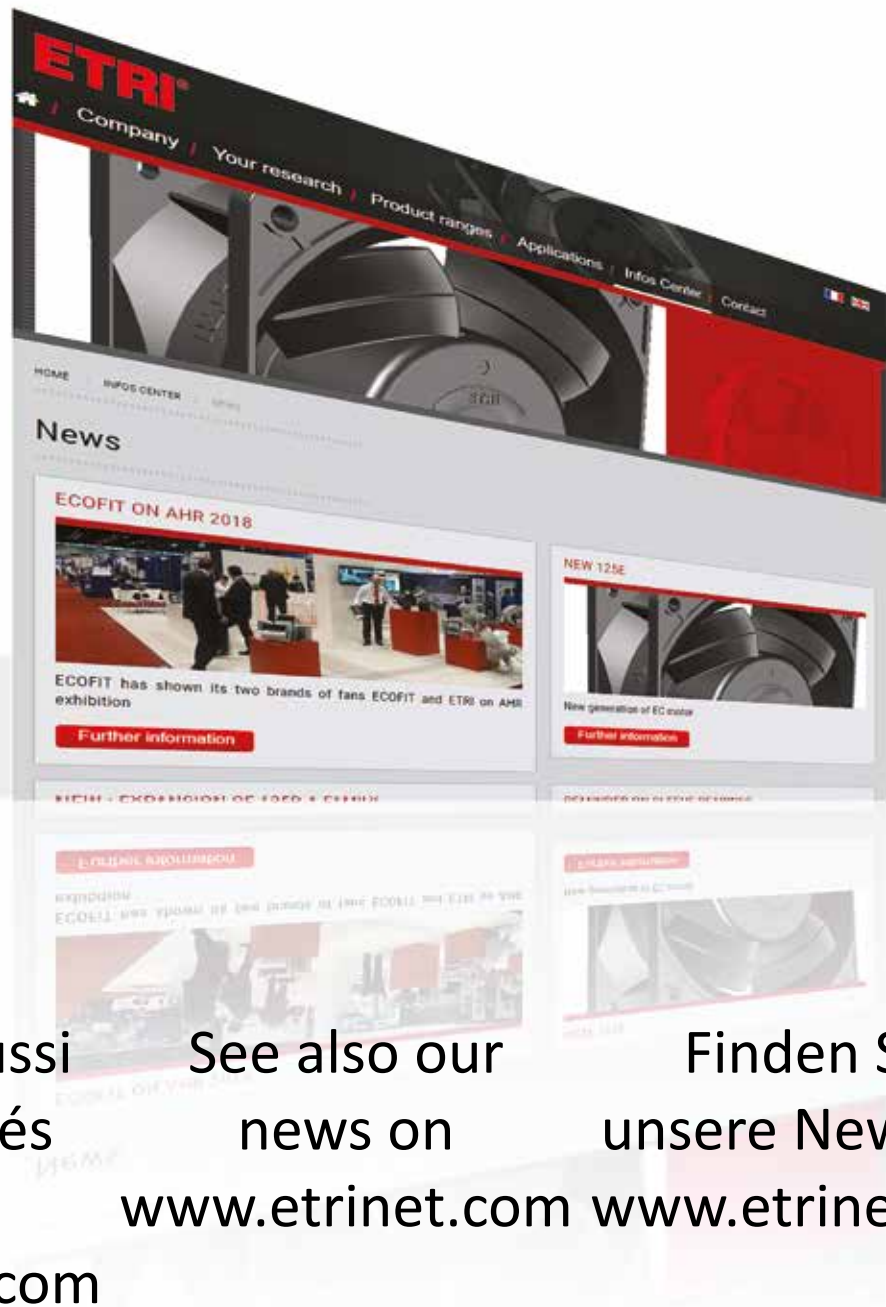 ETRI®
/ Company / Your research / Product ranges / Applications / Infos Center / Contact
HOME / INFOS CENTER / NEWS
News
ECOFIT ON AHR 2018
ECOFIT has shown its two brands of fans ECOFIT and ETRI on AHR
exhibition
Further information
NEW 125E
New generation of EC motor
Further information
ussi
és
com
See also our
news on
www.etrinet.com
Finden S
unsere New
www.etrine